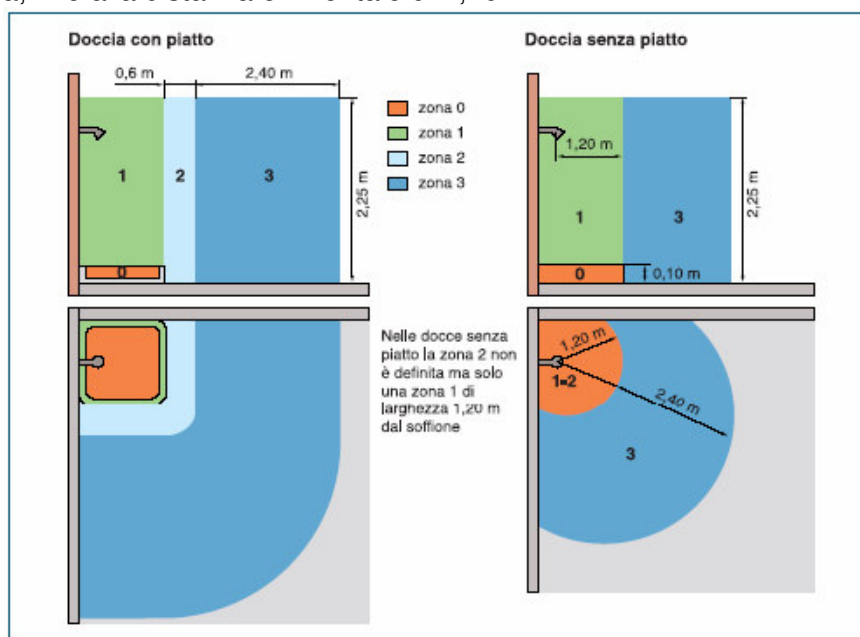 Doccia con piatto
Doccia senza piatto
0,6 m
2,40 m
zona 0
zona 1
zona 2
zona 3
1
2
3
2,25 m
0
1,20 m
1
3
2,25 m
0
0,10 m
Nelle docce senza
piatto la zona 2 non
è definita ma solo
una zona 1 di
larghezza 1,20 m
dal soffione
1,20 m
1=2
2,40 m
3